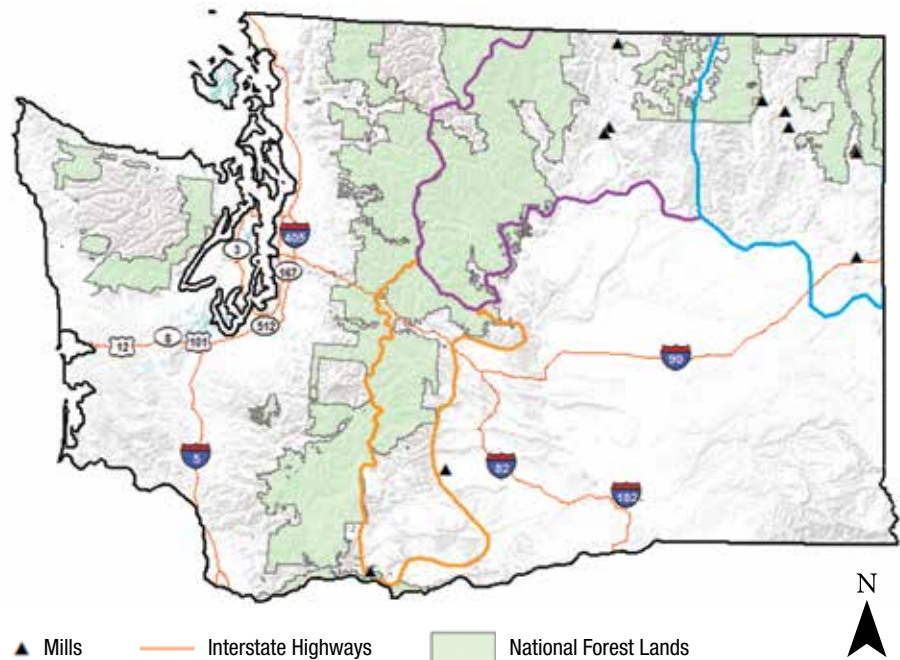 405
3
167
512
12
8
101
90
5
82
182
N
Mills
Interstate Highways
National Forest Lands